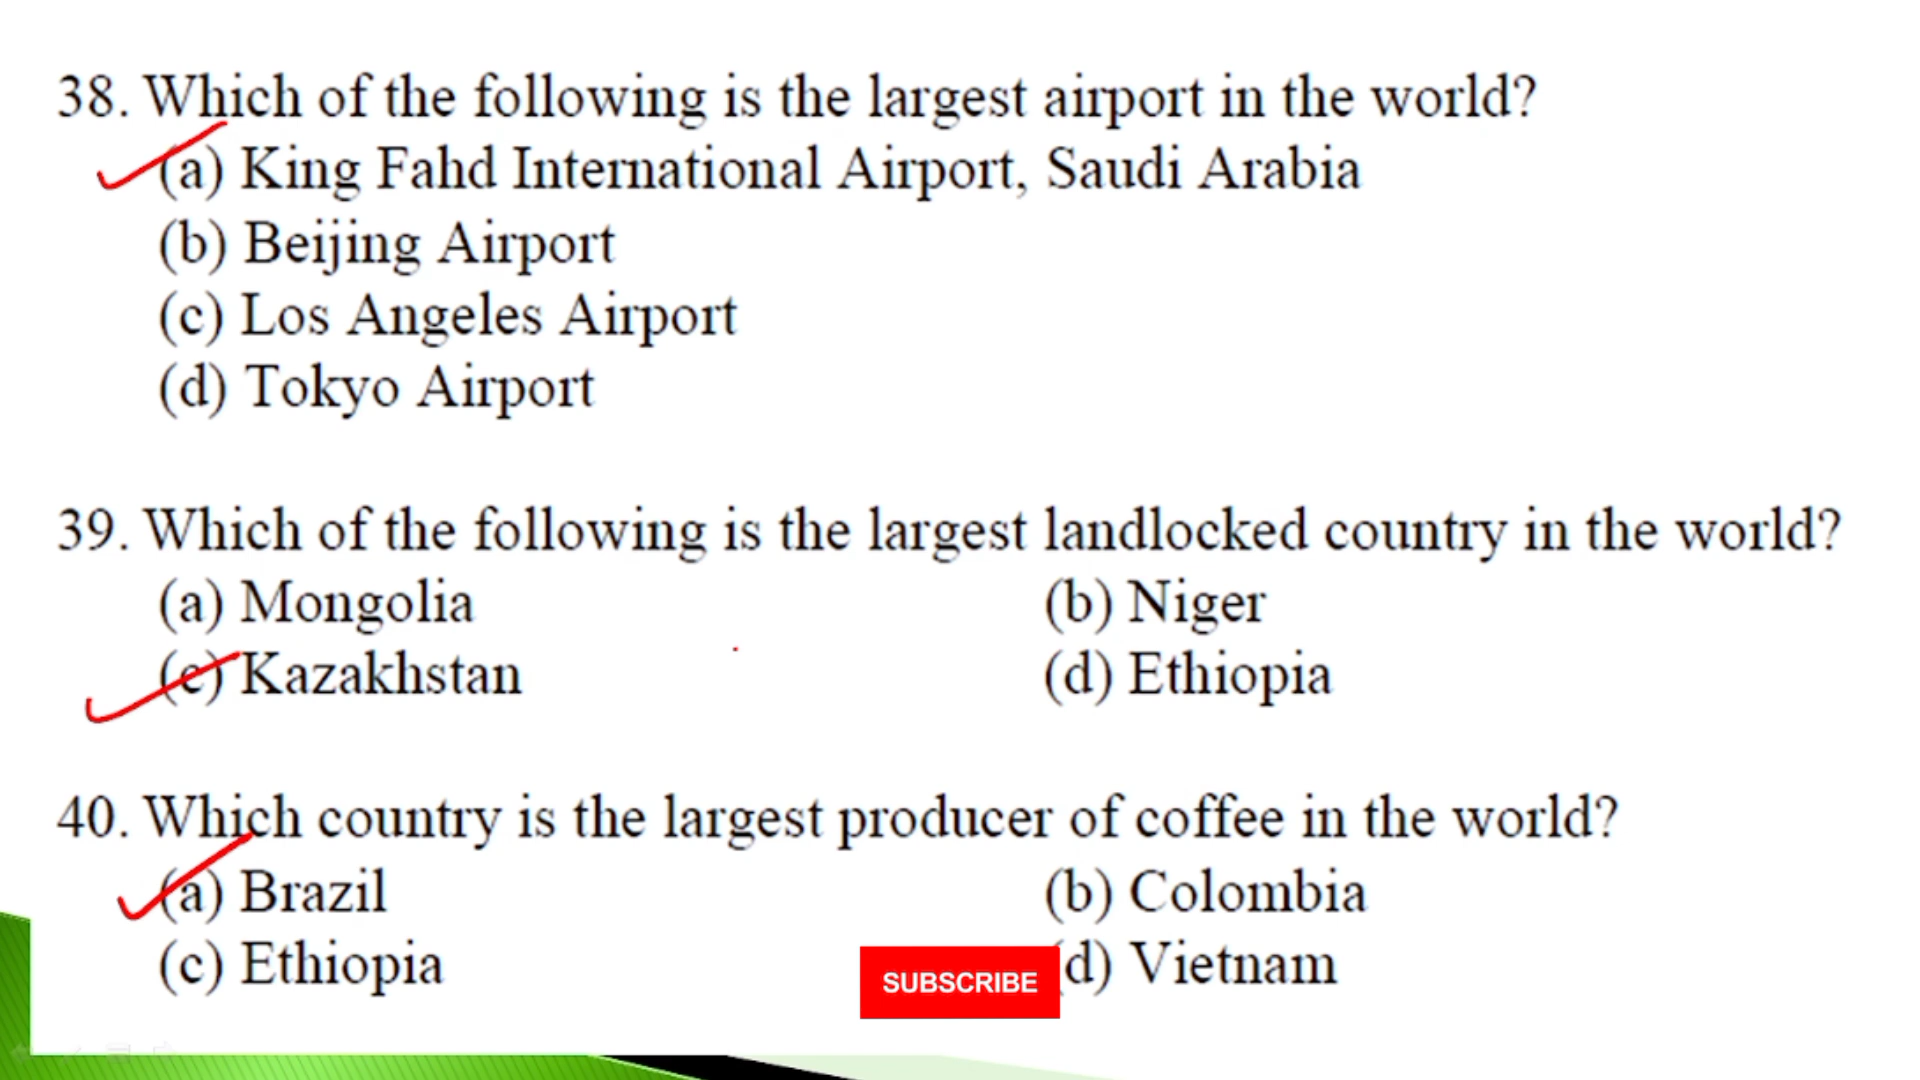 38. Which of the following is the largest airport in the world?
(a) King Fahd International Airport, Saudi Arabia
(b) Beijing Airport
(c) Los Angeles Airport
(d) Tokyo Airport
39. Which of the following is the largest landlocked country in the world?
(a) Mongolia (b) Niger
(c) Kazakhstan (d) Ethiopia
40. Which country is the largest producer of coffee in the world?
(a) Brazil (b) Colombia
(c) Ethiopia (d) Vietnam
SUBSCRIBE